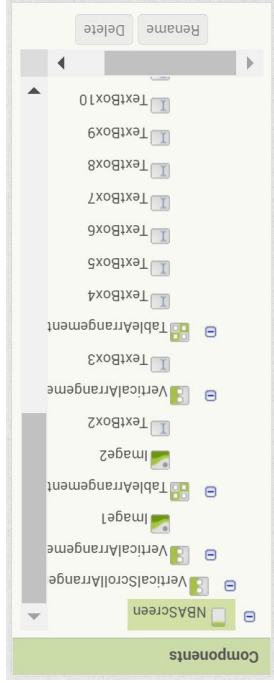 Components
NBAScreen
VerticalScrollArrange
VerticalArrangeme
Image1
TableArrangement
Image2
TextBox2
VerticalArrangeme
TextBox3
TableArrangement
TextBox4
TextBox5
TextBox6
TextBox7
TextBox8
TextBox9
TextBox10
Rename
Delete